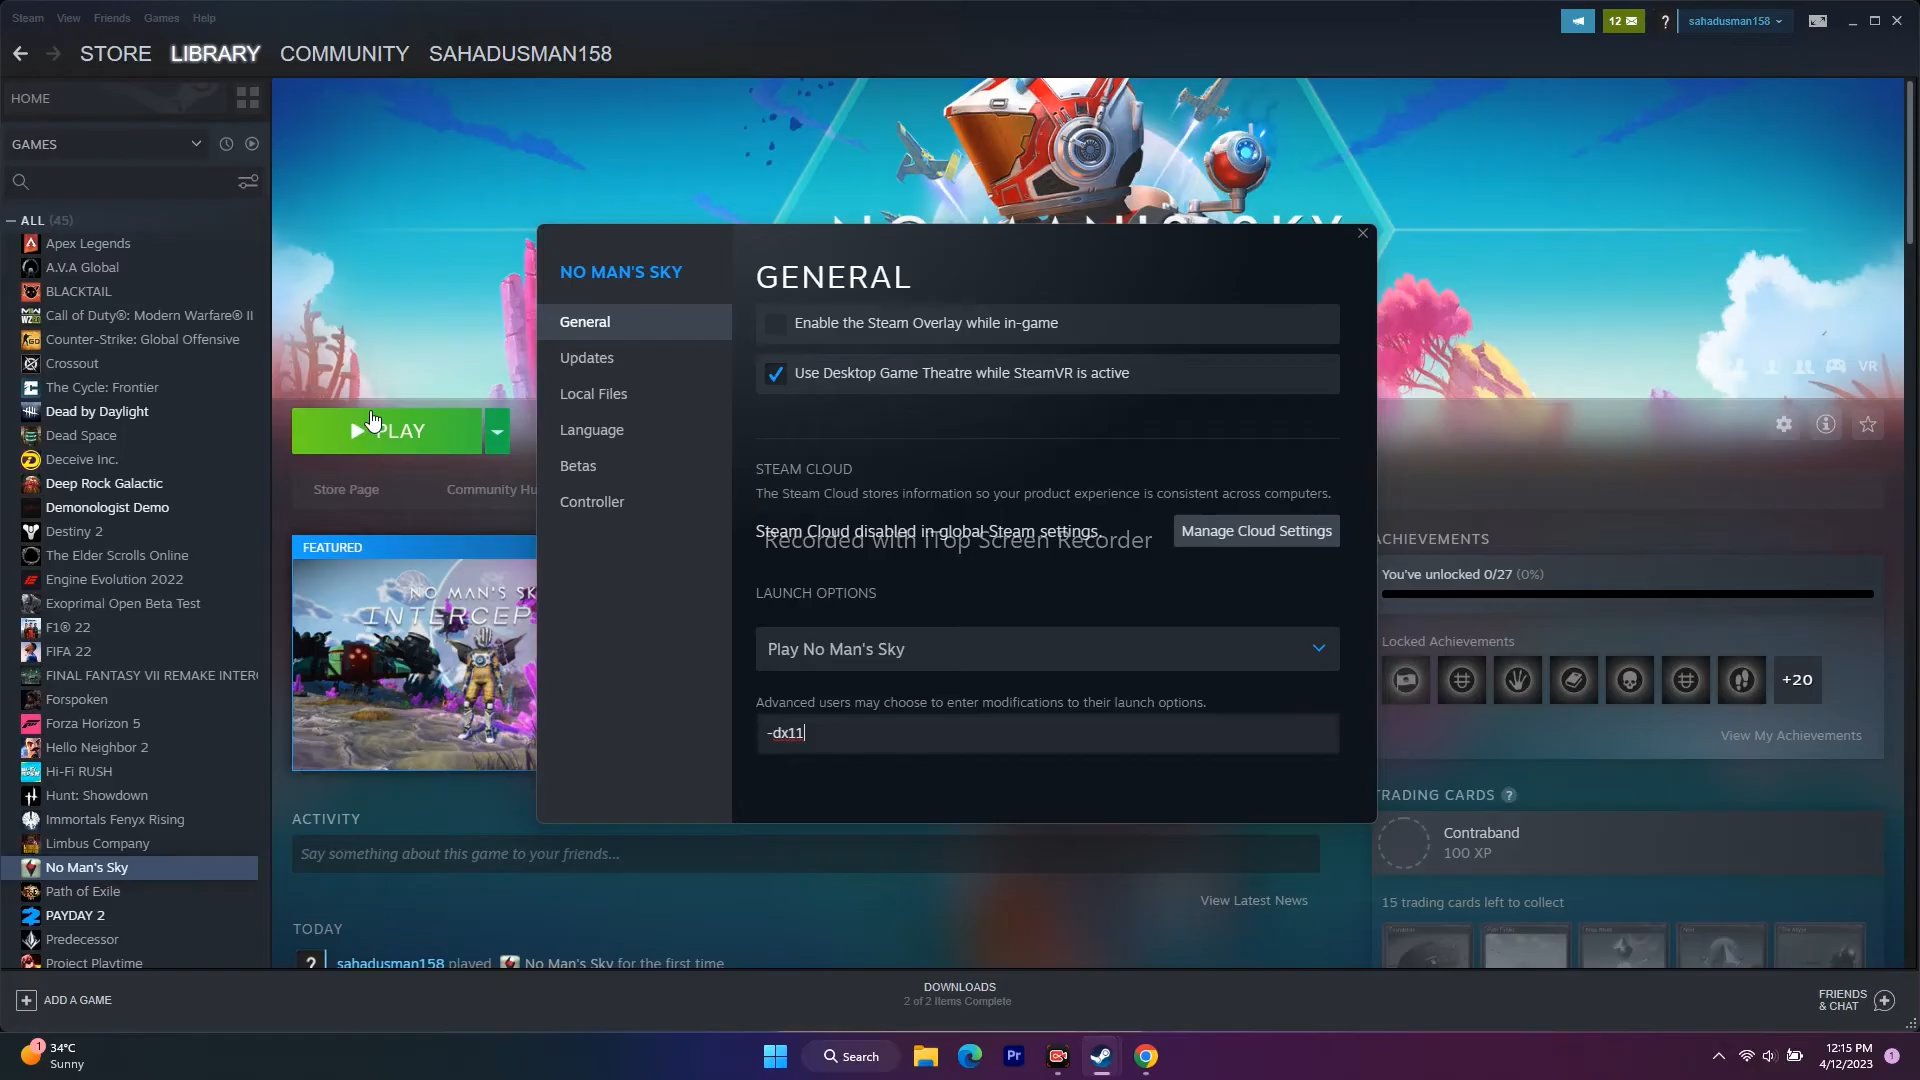 Steam View Friends Games Help
12
?
sahadusman158
STORE LIBRARY COMMUNITY SAHADUSMAN158
HOME
GAMES
ALL (45)
Apex Legends
A.V.A Global
BLACKTAIL
Call of Duty®: Modern Warfare® II
Counter-Strike: Global Offensive
Crossout
The Cycle: Frontier
Dead by Daylight
Dead Space
Deceive Inc.
Deep Rock Galactic
Demonologist Demo
Destiny 2
The Elder Scrolls Online
Engine Evolution 2022
Exoprimal Open Beta Test
F1® 22
FIFA 22
FINAL FANTASY VII REMAKE INTER
Forspoken
Forza Horizon 5
Hello Neighbor 2
Hi-Fi RUSH
Hunt: Showdown
Immortals Fenyx Rising
Limbus Company
No Man's Sky
Path of Exile
PAYDAY 2
Predecessor
Project Playtime
ADD A GAME
NO MAN'S SKY
PLAY
Store Page
Community Hu
FEATURED
NO MAN'S SK
INTERCEP
ACTIVITY
Say something about this game to your friends...
View Latest News
TODAY
? sahadusman158 played No Man's Sky for the first time
NO MAN'S SKY
General
Updates
Local Files
Language
Betas
Controller
GENERAL
Enable the Steam Overlay while in-game
Use Desktop Game Theatre while SteamVR is active
STEAM CLOUD
The Steam Cloud stores information so your product experience is consistent across computers.
Steam Cloud disabled in global Steam settings.
Manage Cloud Settings
Recorded with iTop Screen Recorder
LAUNCH OPTIONS
Play No Man's Sky
Advanced users may choose to enter modifications to their launch options.
-dx11
VR
ACHIEVEMENTS
You've unlocked 0/27 (0%)
Locked Achievements
+20
View My Achievements
TRADING CARDS ?
Contraband
100 XP
15 trading cards left to collect
DOWNLOADS
2 of 2 Items Complete
FRIENDS
& CHAT
1
34°C
Sunny
Search
Pr
12:15 PM
4/12/2023
1